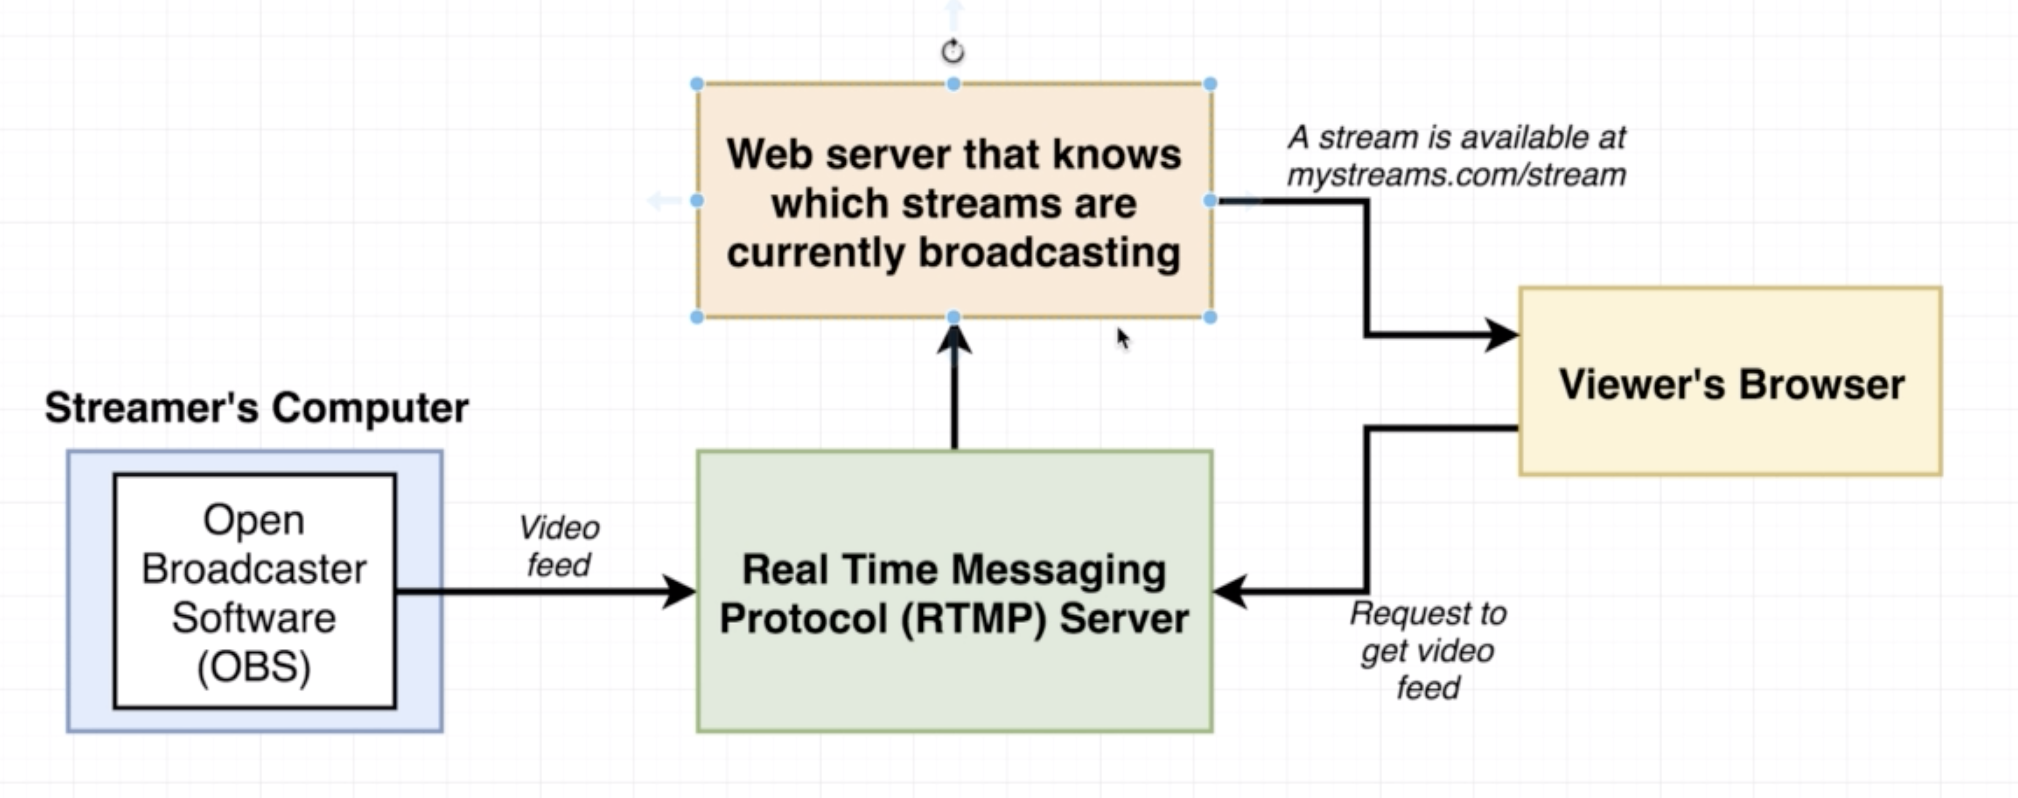 Web server that knows
which streams are
currently broadcasting
A stream is available at
mystreams.com/stream
Viewer's Browser
Streamer's Computer
Open
Broadcaster
Software
(OBS)
Video
feed
Real Time Messaging
Protocol (RTMP) Server
Request to
get video
feed